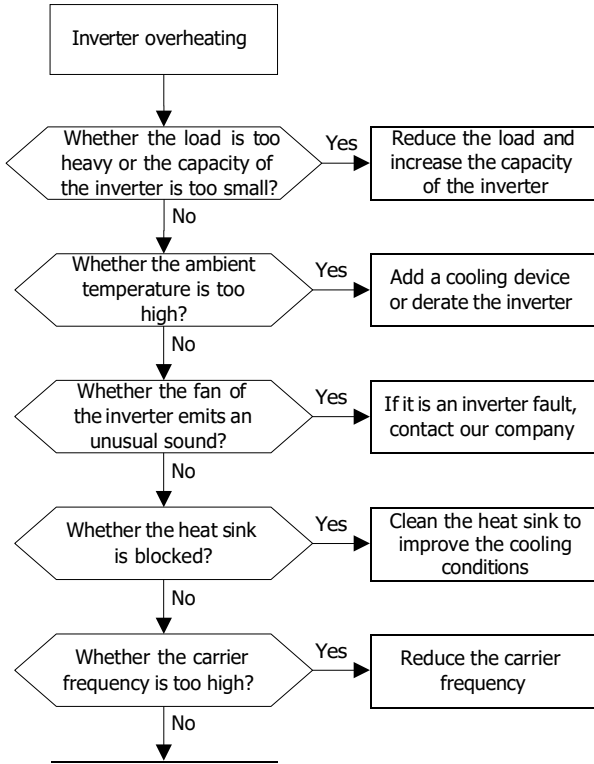 Inverter overheating
Whether the load is too
heavy or the capacity of
the inverter is too small?
Yes
Reduce the load and
increase the capacity
of the inverter
No
Whether the ambient
temperature is too
high?
Yes
Add a cooling device
or derate the inverter
No
Whether the fan of
the inverter emits an
unusual sound?
Yes
If it is an inverter fault,
contact our company
No
Whether the heat sink
is blocked?
Yes
Clean the heat sink to
improve the cooling
conditions
No
Whether the carrier
frequency is too high?
Yes
Reduce the carrier
frequency
No